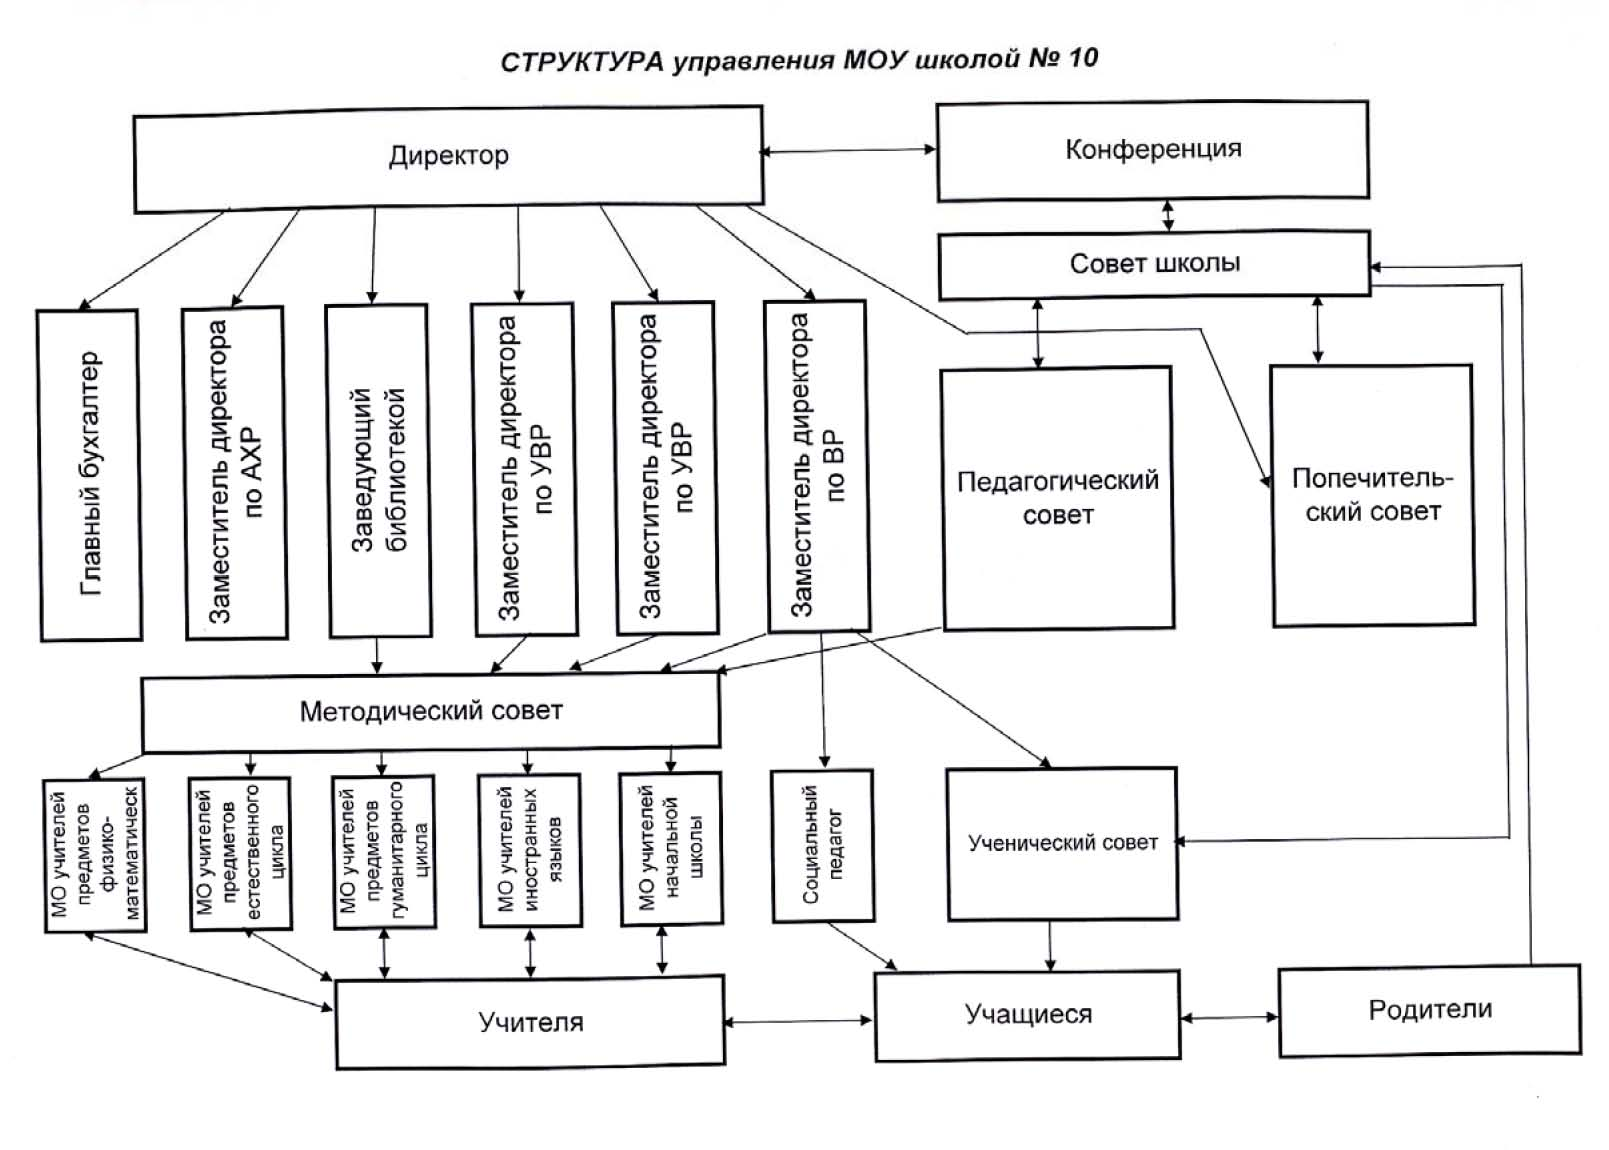 СТРУКТУРА управления МОУ школой № 10
Директор
Конференция
Совет школы
Главный бухгалтер
Заместитель директора
по АХР
Заведующий
библиотекой
Заместитель директора
по УВР
Заместитель директора
по УВР
Заместитель директора
по ВР
Педагогический
совет
Попечитель-
ский совет
Методический совет
МО учителей
предметов
физико-
математическ
МО учителей
предметов
естественного
цикла
МО учителей
предметов
гуманитарного
цикла
МО учителей
иностранных
языков
МО учителей
начальной
школы
Социальный
педагог
Ученический совет
Учителя
Учащиеся
Родители